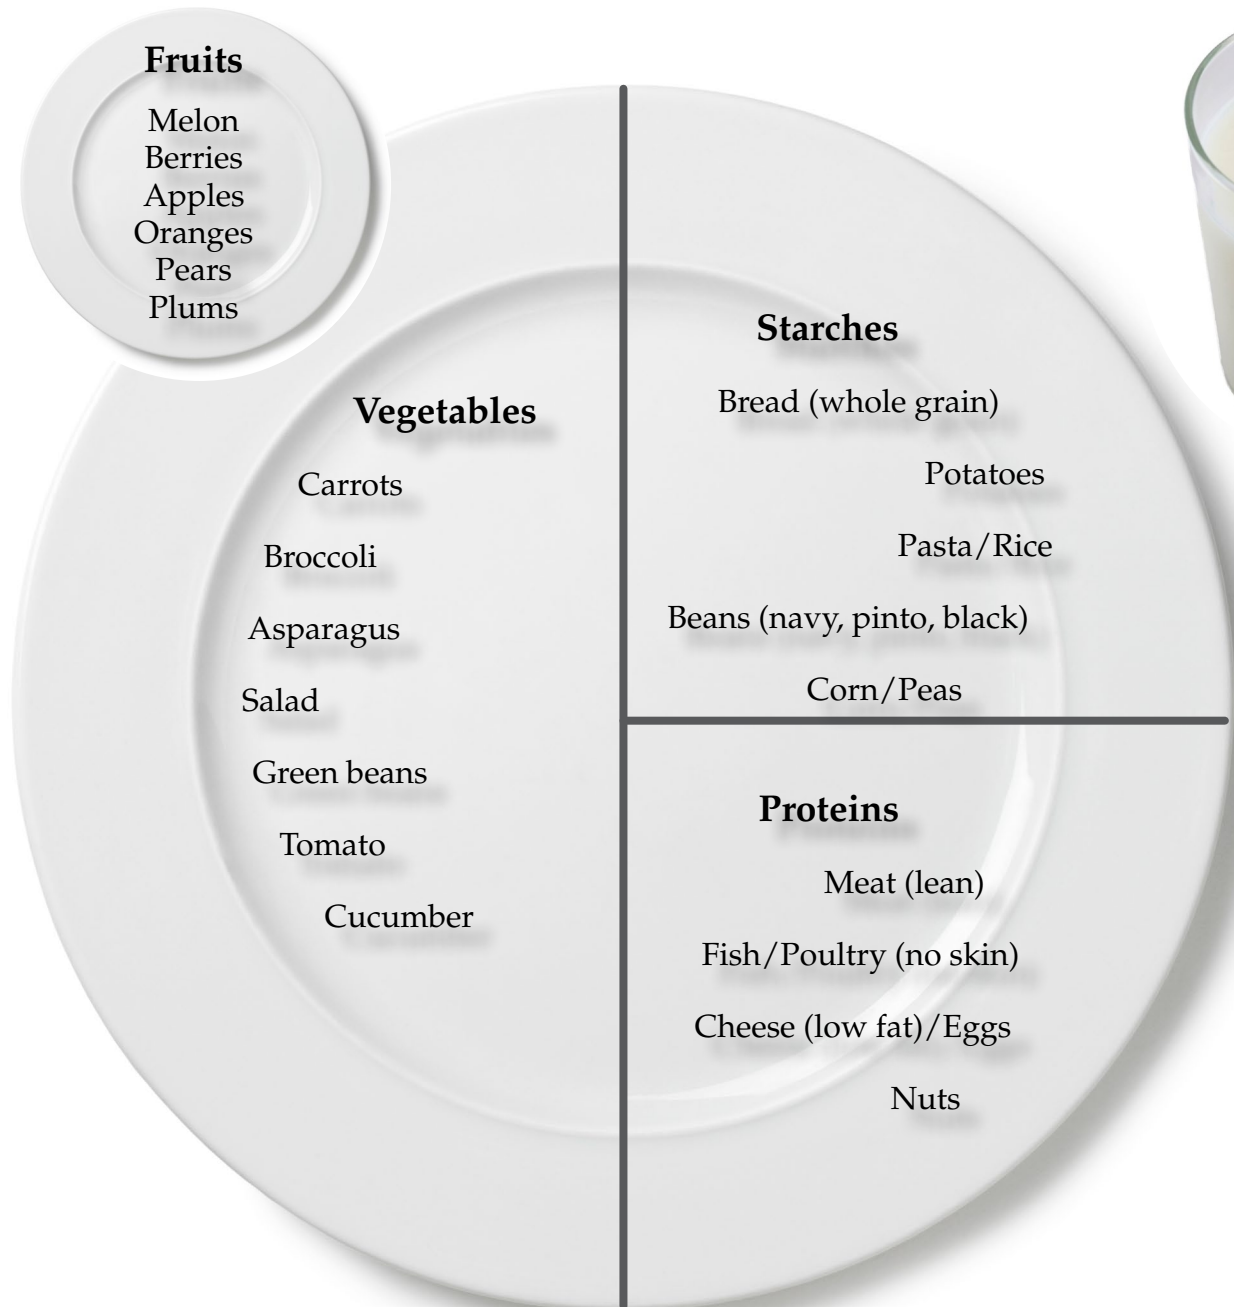 Fruits
Melon
Berries
Apples
Oranges
Pears
Plums
Vegetables
Carrots
Broccoli
Asparagus
Salad
Green beans
Tomato
Cucumber
Starches
Bread (whole grain)
Potatoes
Pasta/Rice
Beans (navy, pinto, black)
Corn/Peas
Proteins
Meat (lean)
Fish/Poultry (no skin)
Cheese (low fat)/Eggs
Nuts